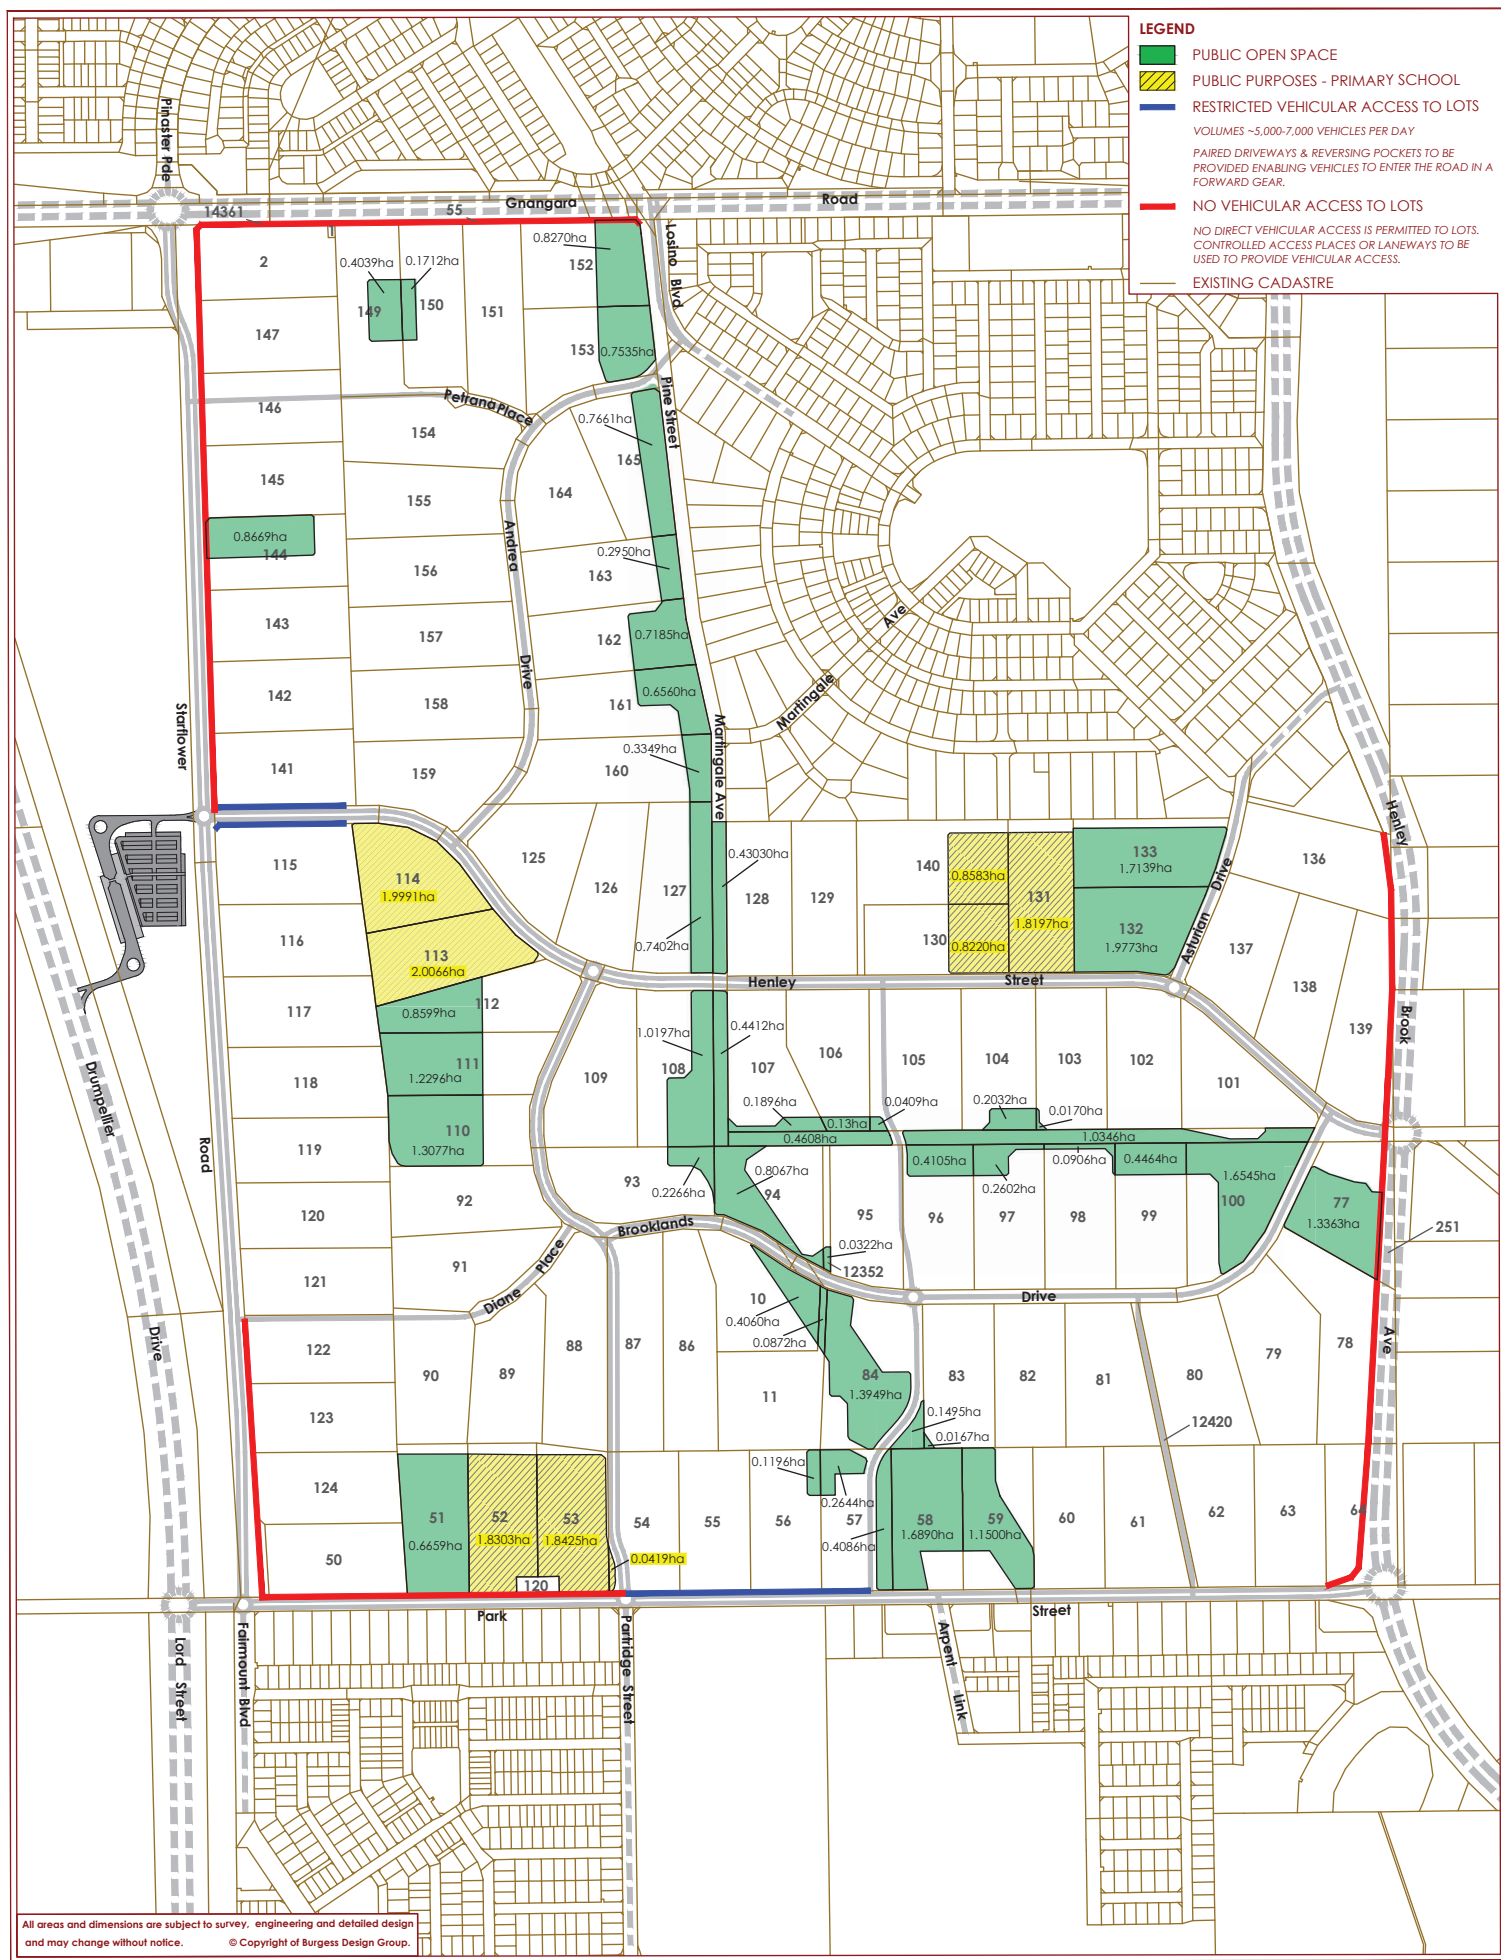 LEGEND
PUBLIC OPEN SPACE
PUBLIC PURPOSES - PRIMARY SCHOOL
RESTRICTED VEHICULAR ACCESS TO LOTS
VOLUMES ~5,000-7,000 VEHICLES PER DAY
PAIRED DRIVEWAYS & REVERSING POCKETS TO BE
PROVIDED ENABLING VEHICLES TO ENTER THE ROAD IN A
FORWARD GEAR.
NO VEHICULAR ACCESS TO LOTS
NO DIRECT VEHICULAR ACCESS IS PERMITTED TO LOTS.
CONTROLLED ACCESS PLACES OR LANEWAYS TO BE
USED TO PROVIDE VEHICULAR ACCESS.
EXISTING CADASTRE
Pinaster Pde
Gnangara
Road
14361
55
Losino Blvd
2
0.4039ha
0.1712ha
0.8270ha
152
149
150
151
147
153
0.7535ha
146
Petrana Place
Pine Street
154
0.7661ha
165
145
155
164
0.8669ha
144
Andrea
0.2950ha
156
163
143
157
162
0.7185ha
Ave
Drive
142
158
161
0.6560ha
Martingale
Starflower
Martingale Ave
141
159
160
0.3349ha
Henley
115
114
1.9991ha
125
126
127
0.43030ha
128
129
140
0.8583ha
131
1.8197ha
133
1.7139ha
136
Drive
116
113
2.0066ha
0.7402ha
130
0.8220ha
132
1.9773ha
Asturian
137
139
Henley
Street
138
117
0.8599ha
112
1.0197ha
0.4412ha
Brook
118
111
1.2296ha
109
108
107
106
105
104
103
102
101
Drumpellier
0.1896ha
0.13ha
0.0409ha
0.2032ha
0.0170ha
Road
119
110
1.3077ha
0.4608ha
1.0346ha
0.4105ha
0.2602ha
0.0906ha
0.4464ha
1.6545ha
93
0.2266ha
0.8067ha
94
120
92
95
96
97
98
99
100
77
1.3363ha
251
Brooklands
0.0322ha
12352
121
91
Place
Diane
10
0.4060ha
0.0872ha
Drive
Drive
Ave
122
90
89
88
87
86
11
84
1.3949ha
83
82
81
80
79
78
123
0.1495ha
0.0167ha
12420
124
0.1196ha
0.2644ha
51
0.6659ha
52
1.8303ha
53
1.8425ha
54
55
56
57
0.4086ha
58
1.6890ha
59
1.1500ha
60
61
62
63
64
50
0.0419ha
120
Park
Street
Lord Street
Fairmount Blvd
Partridge Street
Arpent Link
All areas and dimensions are subject to survey, engineering and detailed design
and may change without notice. © Copyright of Burgess Design Group.